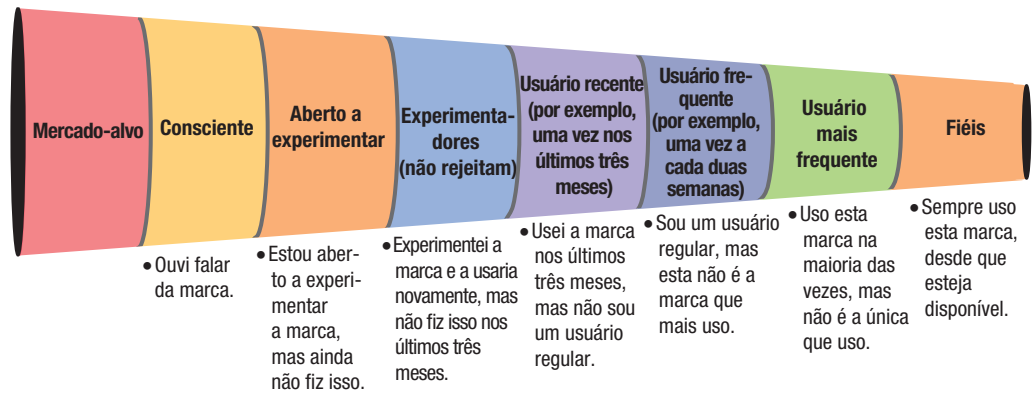 Mercado-alvo
Consciente
Aberto a
experimentar
Experimenta-
dores
(não rejeitam)
Usuário recente
(por exemplo,
uma vez nos
últimos três
meses)
Usuário fre-
quente
(por exemplo,
uma vez a
cada duas
semanas)
Usuário
mais
frequente
Fiéis
• Ouvi falar
da marca.
• Estou aber-
to a experi-
mentar
a marca,
mas ainda
não fiz isso.
• Experimentei a
marca e a usaria
novamente, mas
não fiz isso nos
últimos três
meses.
• Usei a marca
nos últimos
três meses,
mas não sou
um usuário
regular.
• Sou um usuário
regular, mas
esta não é a
marca que
mais uso.
• Uso esta
marca na
maioria das
vezes, mas
não é a única
que uso.
• Sempre uso
esta marca,
desde que
esteja
disponível.